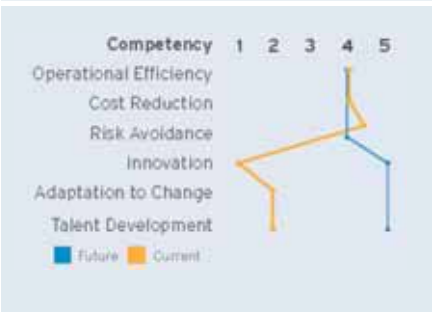 Competency 1 2 3 4 5
Operational Efficiency
Cost Reduction
Risk Avoidance
Innovation
Adaptation to Change
Talent Development
Future Current